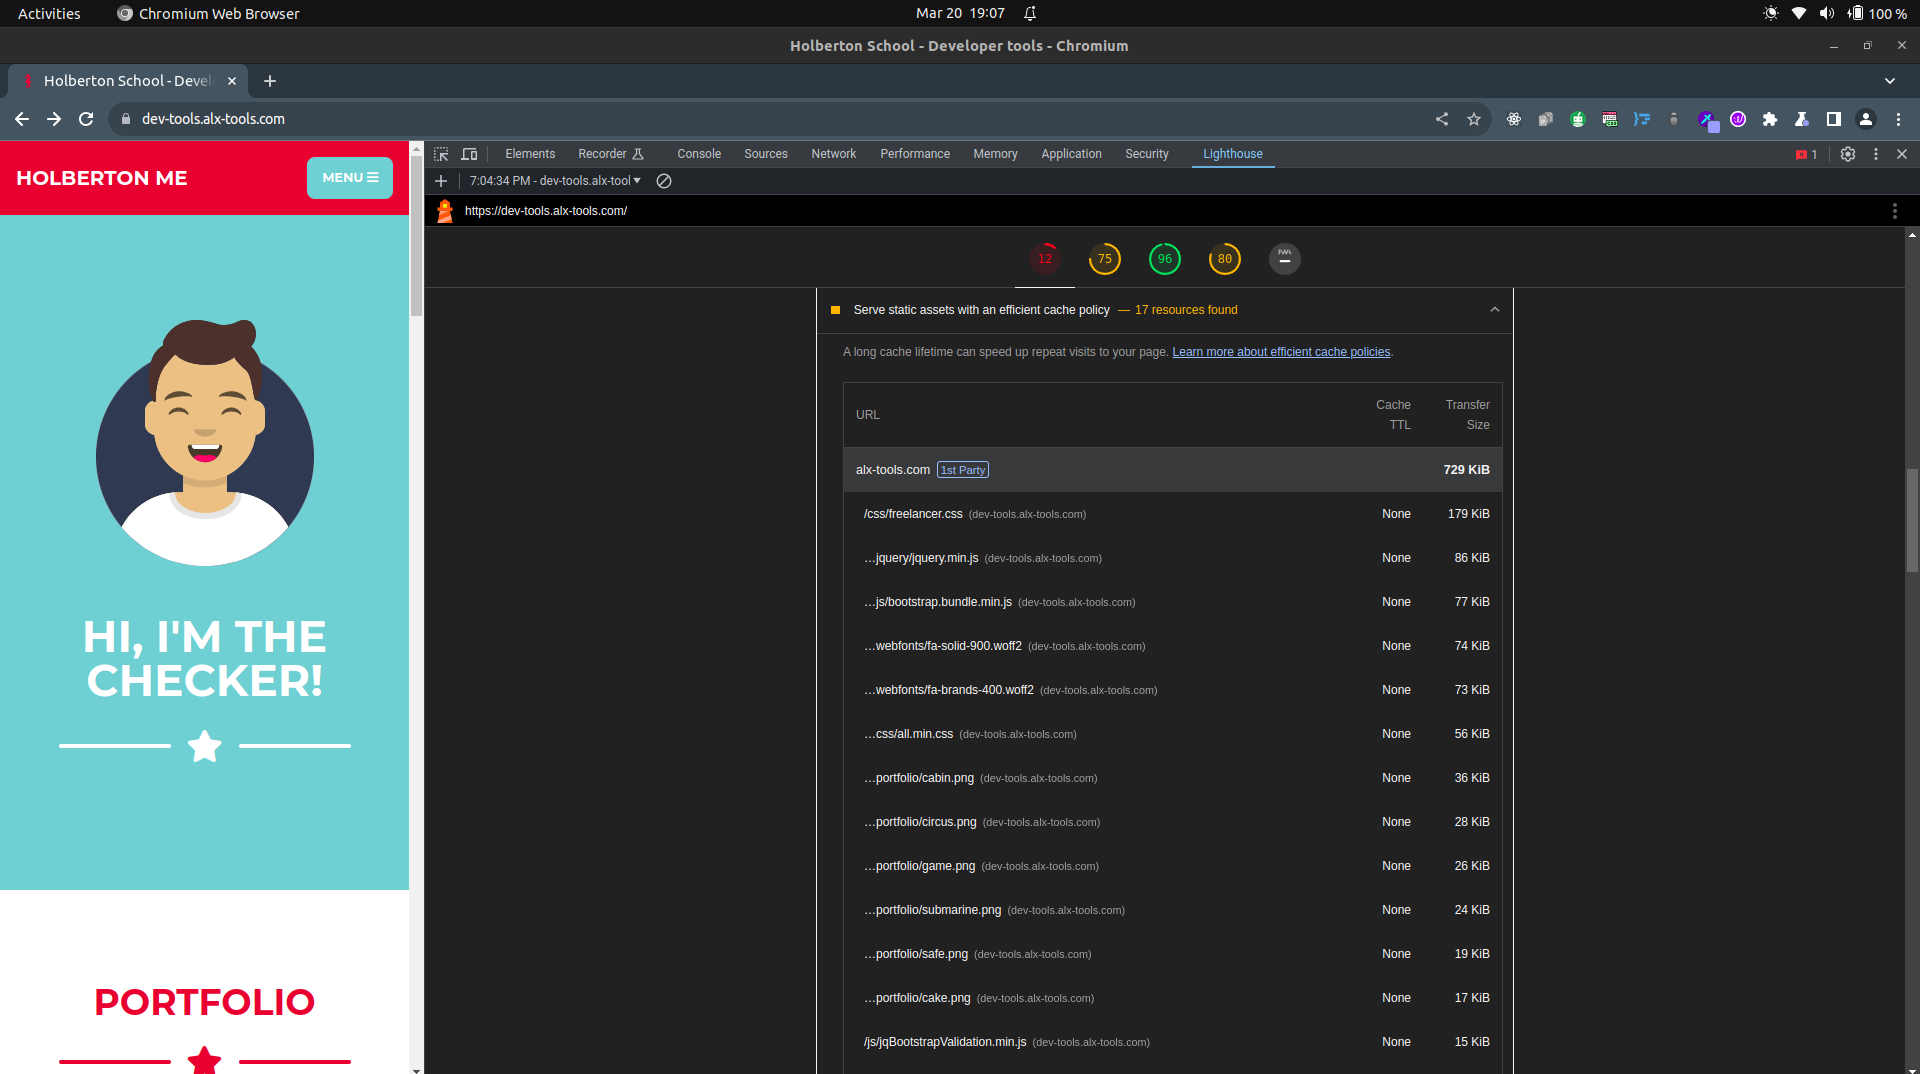 Activities Chromium Web Browser Mar 20 19:07 100 %
Holberton School - Developer tools - Chromium
Holberton School - Devel
dev-tools.alx-tools.com
HOLBERTON ME
MENU
HI, I'M THE
CHECKER!
PORTFOLIO
Elements Recorder Console Sources Network Performance Memory Application Security Lighthouse 1
7:04:34 PM - dev-tools.alx-tool
https://dev-tools.alx-tools.com/
12 75 96 80 PWA
Serve static assets with an efficient cache policy — 17 resources found
A long cache lifetime can speed up repeat visits to your page. Learn more about efficient cache policies.
URL Cache TTL Transfer Size
alx-tools.com 1st Party 729 KiB
/css/freelancer.css (dev-tools.alx-tools.com) None 179 KiB
…jquery/jquery.min.js (dev-tools.alx-tools.com) None 86 KiB
…js/bootstrap.bundle.min.js (dev-tools.alx-tools.com) None 77 KiB
…webfonts/fa-solid-900.woff2 (dev-tools.alx-tools.com) None 74 KiB
…webfonts/fa-brands-400.woff2 (dev-tools.alx-tools.com) None 73 KiB
…css/all.min.css (dev-tools.alx-tools.com) None 56 KiB
…portfolio/cabin.png (dev-tools.alx-tools.com) None 36 KiB
…portfolio/circus.png (dev-tools.alx-tools.com) None 28 KiB
…portfolio/game.png (dev-tools.alx-tools.com) None 26 KiB
…portfolio/submarine.png (dev-tools.alx-tools.com) None 24 KiB
…portfolio/safe.png (dev-tools.alx-tools.com) None 19 KiB
…portfolio/cake.png (dev-tools.alx-tools.com) None 17 KiB
/js/jqBootstrapValidation.min.js (dev-tools.alx-tools.com) None 15 KiB